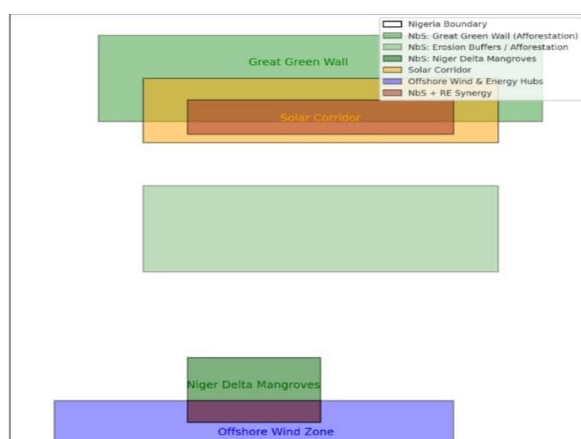 Nigeria Boundary
NbS: Great Green Wall (Afforestation)
NbS: Erosion Buffers / Afforestation
NbS: Niger Delta Mangroves
Solar Corridor
Offshore Wind & Energy Hubs
NbS + RE Synergy
Great Green Wall
Solar Corridor
Niger Delta Mangroves
Offshore Wind Zone